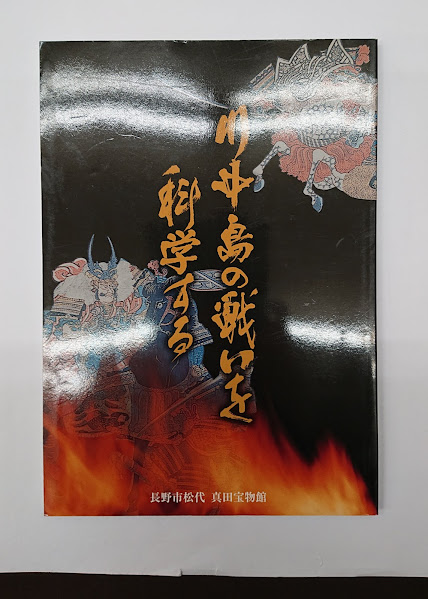 川中島の戦いを
科学する
長野市松代 真田宝物館